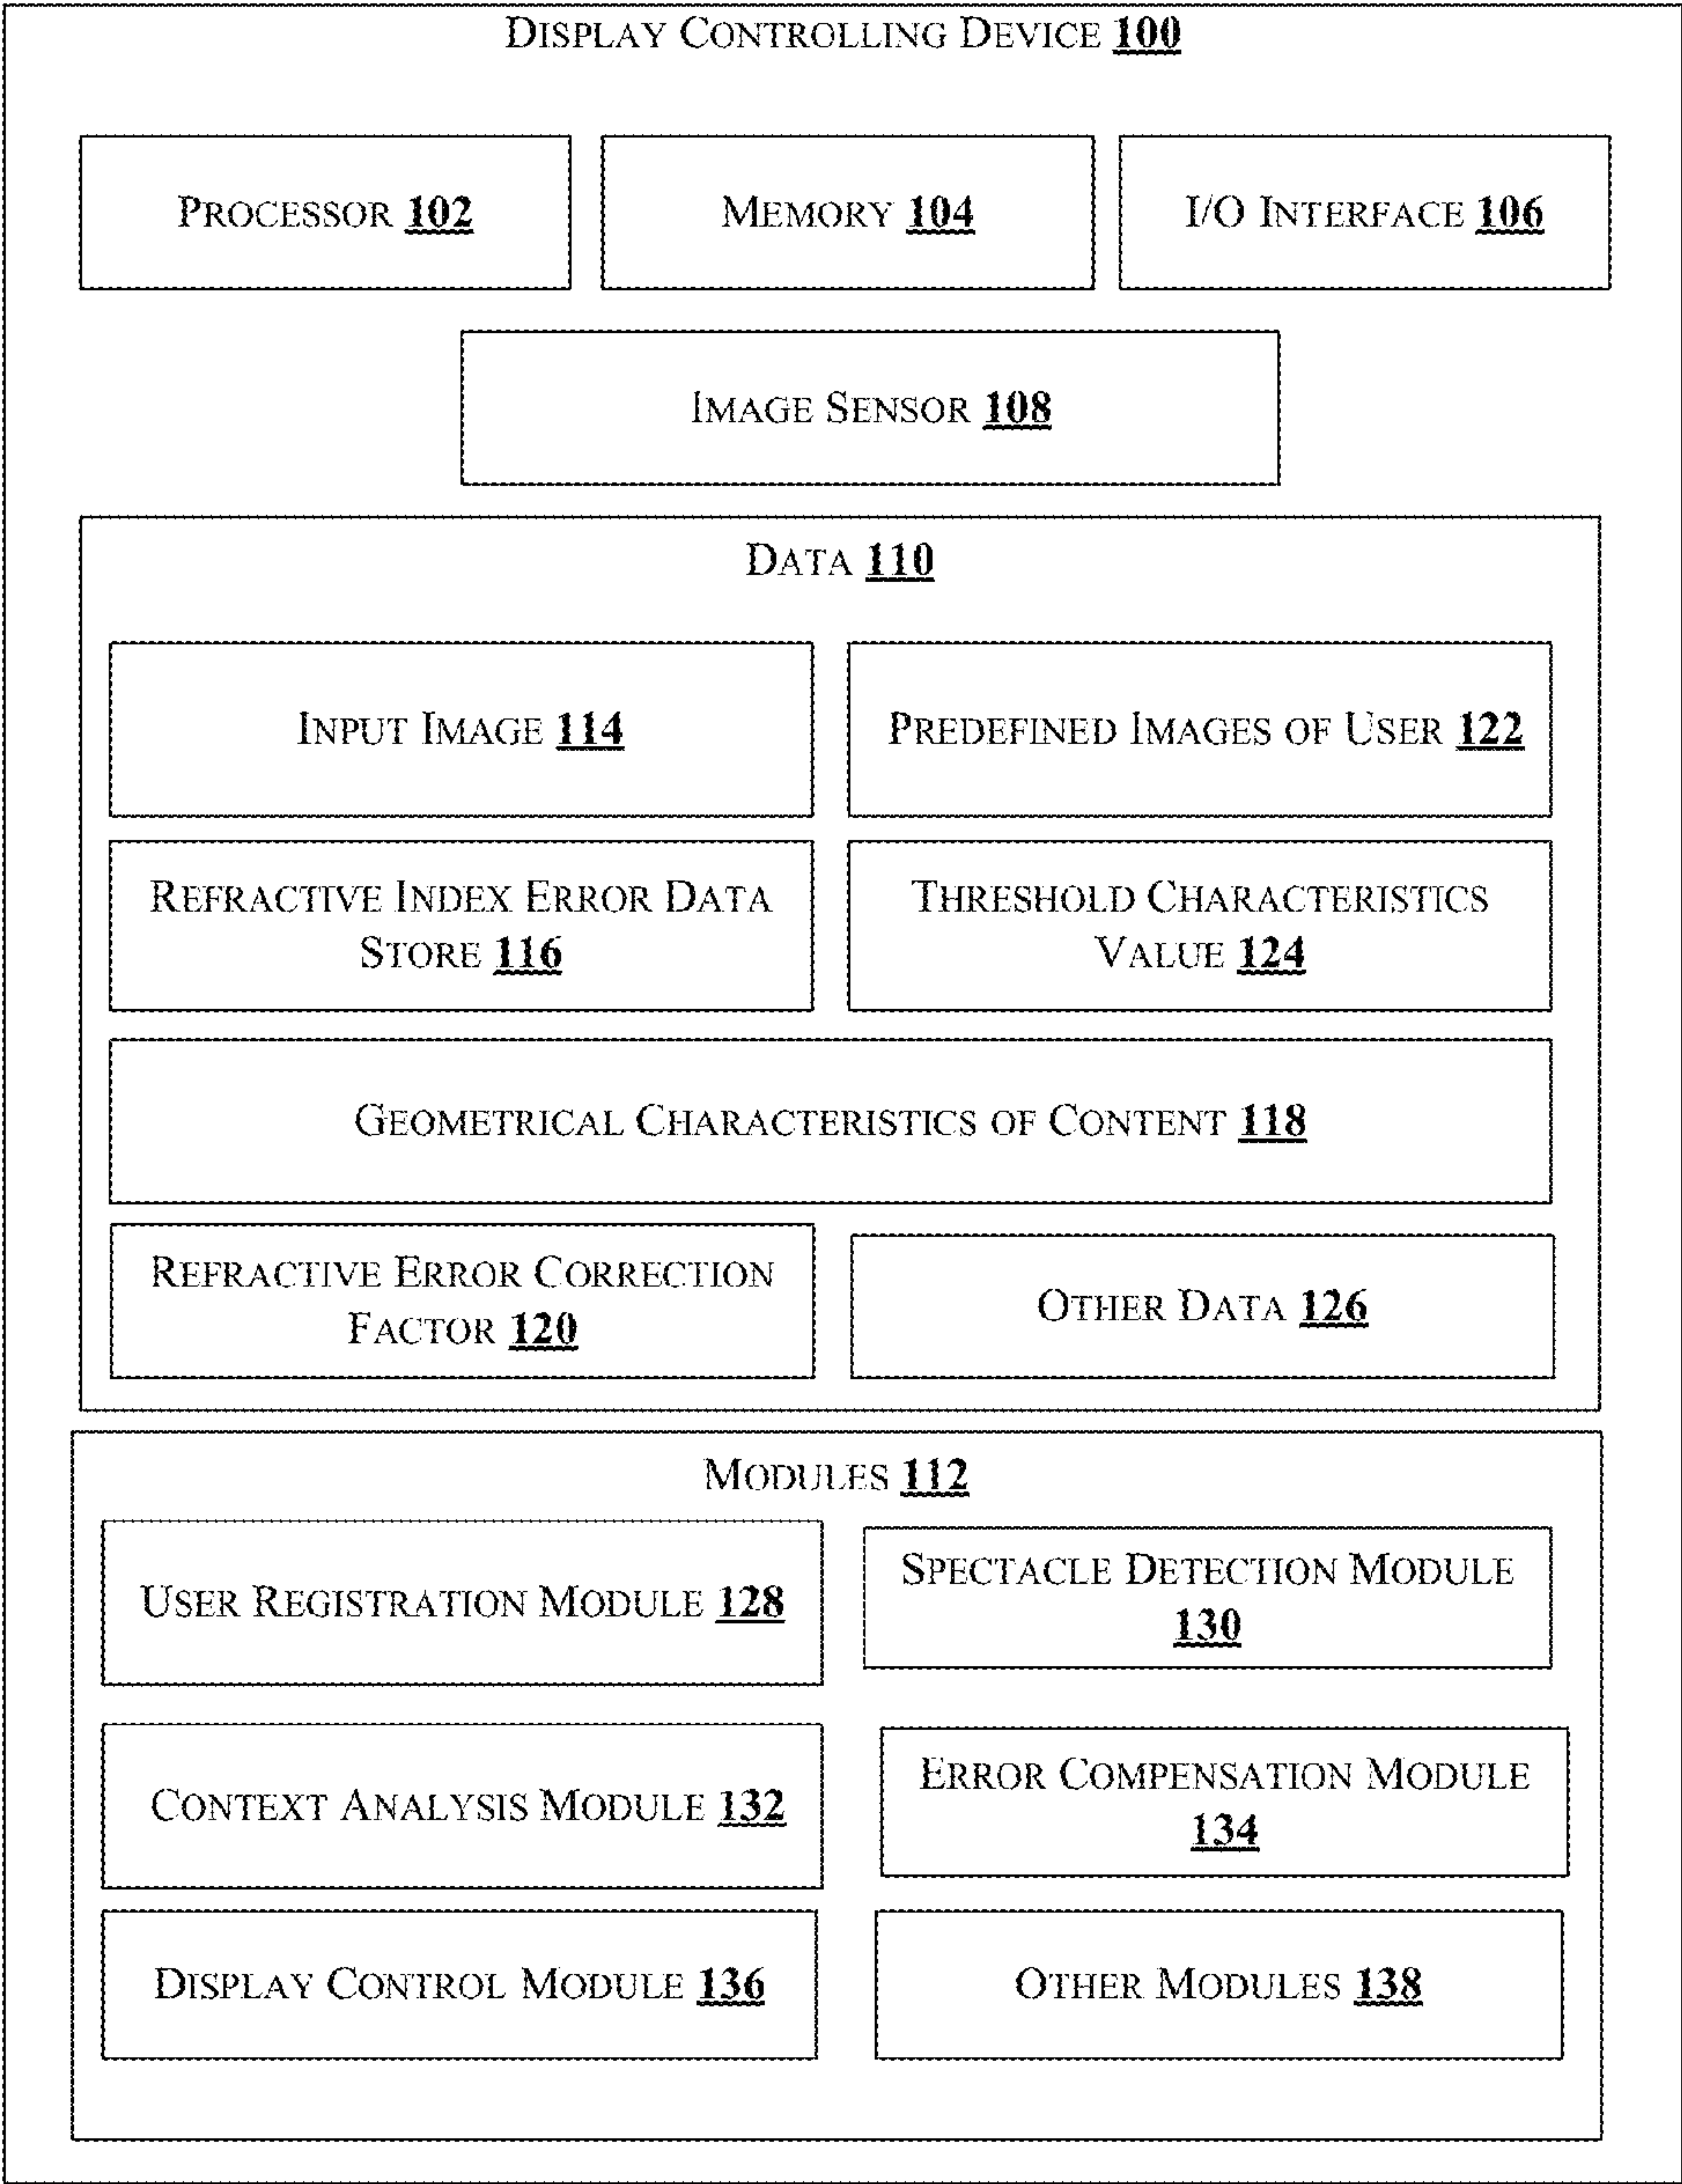 DISPLAY CONTROLLING DEVICE 100
PROCESSOR 102
MEMORY 104
I/O INTERFACE 106
IMAGE SENSOR 108
DATA 110
INPUT IMAGE 114
PREDEFINED IMAGES OF USER 122
REFRACTIVE INDEX ERROR DATA
STORE 116
THRESHOLD CHARACTERISTICS
VALUE 124
GEOMETRICAL CHARACTERISTICS OF CONTENT 118
REFRACTIVE ERROR CORRECTION
FACTOR 120
OTHER DATA 126
MODULES 112
USER REGISTRATION MODULE 128
SPECTACLE DETECTION MODULE
130
CONTEXT ANALYSIS MODULE 132
ERROR COMPENSATION MODULE
134
DISPLAY CONTROL MODULE 136
OTHER MODULES 138